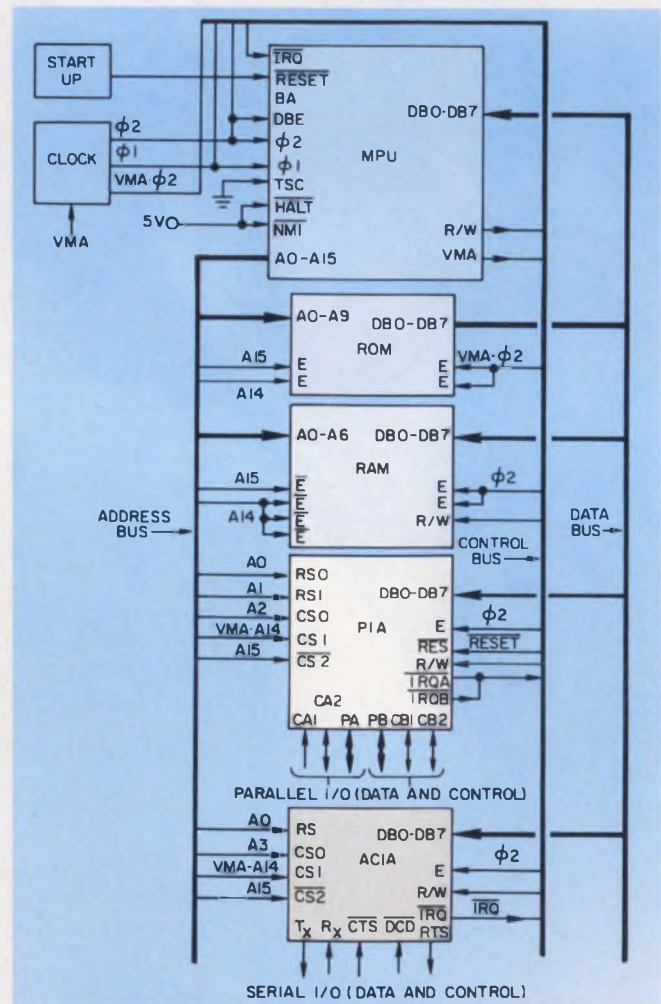 START
UP
CLOCK
φ2
φ1
VMA·φ2
VMA
5V
IRQ
RESET
BA
DBE
φ2
φ1
TSC
HALT
NMI
A0-A15
MPU
DB0-DB7
R/W
VMA
A0-A9
DB0-DB7
ROM
A15
E
A14
E
VMA·φ2
E
E
A0-A6
DB0-DB7
RAM
A15
E
E
A14
E
E
φ2
E
E
R/W
ADDRESS
BUS
CONTROL
BUS
DATA
BUS
A0
RS0
A1
RS1
A2
CS0
VMA·A14
CS1
A15
CS2
PIA
DB0-DB7
φ2
E
RES
RESET
R/W
IRQA
IRQB
CA2
CA1 PA PB CB1 CB2
PARALLEL I/O (DATA AND CONTROL)
A0
RS
A3
CS0
VMA-A14
CS1
A15
CS2
ACIA
DB0-DB7
φ2
E
R/W
IRQ
IRQ
TX RX CTS DCD RTS
SERIAL I/O (DATA AND CONTROL)